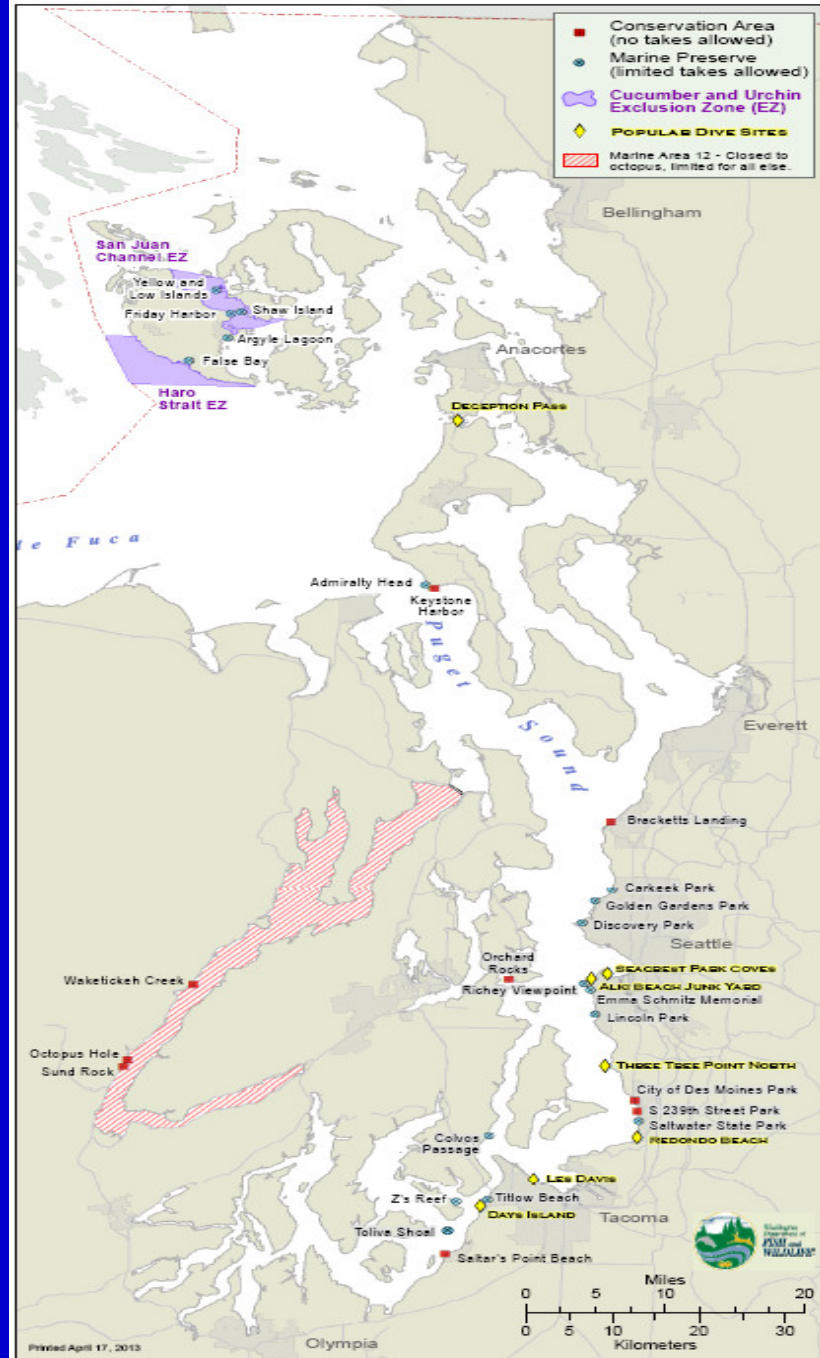 Conservation Area
(no takes allowed)
Marine Preserve
(limited takes allowed)
Cucumber and Urchin
Exclusion Zone (EZ)
POPULAR DIVE SITES
Marine Area 12 - Closed to
octopus, limited for all else.
Bellingham
San Juan
Channel EZ
Yellow and
Low Islands
Shaw Island
Friday Harbor
Argyle Lagoon
False Bay
Haro
Strait EZ
Anacortes
DECEPTION PASS
de Fuca
Admiralty Head
Keystone
Harbor
Puget Sound
Everett
Bracketts Landing
Carkeek Park
Golden Gardens Park
Discovery Park
Seattle
Orchard
Rocks
SEACREST PARK COVES
Waketickeh Creek
Richey Viewpoint
ALKI BEACH JUNK YARD
Emma Schmitz Memorial
Lincoln Park
Octopus Hole
Sund Rock
THREE TREE POINT NORTH
City of Des Moines Park
S 239th Street Park
Saltwater State Park
REDONDO BEACH
Colvos
Passage
LES DAVIS
Z's Reef
Titlow Beach
DAYS ISLAND
Tacoma
Toliva Shoal
Saltar's Point Beach
Washington
Department of
FISH and
WILDLIFE
Miles
0 5 10 20
0 5 10 20 30
Kilometers
Printed April 17, 2013
Olympia